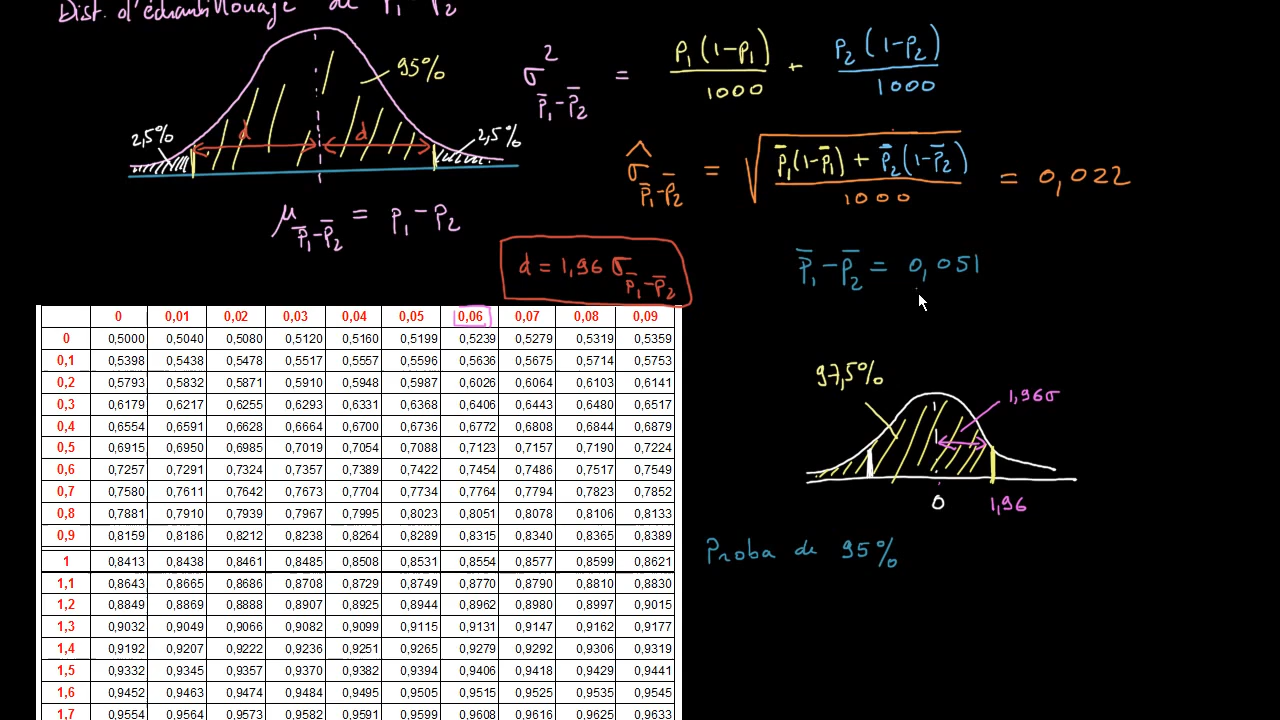 Dist. d'échantillonage de p̅₁-p̅₂
95%
2,5%
d
d
2,5%
μ_p̅₁-p̅₂ = p₁-p₂
σ²_p̅₁-p̅₂ = p₁(1-p₁)/1000 + p₂(1-p₂)/1000
σ̂_p̅₁-p̅₂ = √(p̅₁(1-p̅₁) + p̅₂(1-p̅₂)/1000) = 0,022
d = 1,96 σ_p̅₁-p̅₂
p̅₁-p̅₂ = 0,051
0 0,01 0,02 0,03 0,04 0,05 0,06 0,07 0,08 0,09
0 0,5000 0,5040 0,5080 0,5120 0,5160 0,5199 0,5239 0,5279 0,5319 0,5359
0,1 0,5398 0,5438 0,5478 0,5517 0,5557 0,5596 0,5636 0,5675 0,5714 0,5753
0,2 0,5793 0,5832 0,5871 0,5910 0,5948 0,5987 0,6026 0,6064 0,6103 0,6141
0,3 0,6179 0,6217 0,6255 0,6293 0,6331 0,6368 0,6406 0,6443 0,6480 0,6517
0,4 0,6554 0,6591 0,6628 0,6664 0,6700 0,6736 0,6772 0,6808 0,6844 0,6879
0,5 0,6915 0,6950 0,6985 0,7019 0,7054 0,7088 0,7123 0,7157 0,7190 0,7224
0,6 0,7257 0,7291 0,7324 0,7357 0,7389 0,7422 0,7454 0,7486 0,7517 0,7549
0,7 0,7580 0,7611 0,7642 0,7673 0,7704 0,7734 0,7764 0,7794 0,7823 0,7852
0,8 0,7881 0,7910 0,7939 0,7967 0,7995 0,8023 0,8051 0,8078 0,8106 0,8133
0,9 0,8159 0,8186 0,8212 0,8238 0,8264 0,8289 0,8315 0,8340 0,8365 0,8389
1 0,8413 0,8438 0,8461 0,8485 0,8508 0,8531 0,8554 0,8577 0,8599 0,8621
1,1 0,8643 0,8665 0,8686 0,8708 0,8729 0,8749 0,8770 0,8790 0,8810 0,8830
1,2 0,8849 0,8869 0,8888 0,8907 0,8925 0,8944 0,8962 0,8980 0,8997 0,9015
1,3 0,9032 0,9049 0,9066 0,9082 0,9099 0,9115 0,9131 0,9147 0,9162 0,9177
1,4 0,9192 0,9207 0,9222 0,9236 0,9251 0,9265 0,9279 0,9292 0,9306 0,9319
1,5 0,9332 0,9345 0,9357 0,9370 0,9382 0,9394 0,9406 0,9418 0,9429 0,9441
1,6 0,9452 0,9463 0,9474 0,9484 0,9495 0,9505 0,9515 0,9525 0,9535 0,9545
1,7 0,9554 0,9564 0,9573 0,9582 0,9591 0,9599 0,9608 0,9616 0,9625 0,9633
97,5%
1,96σ
0
1,96
Proba de 95%